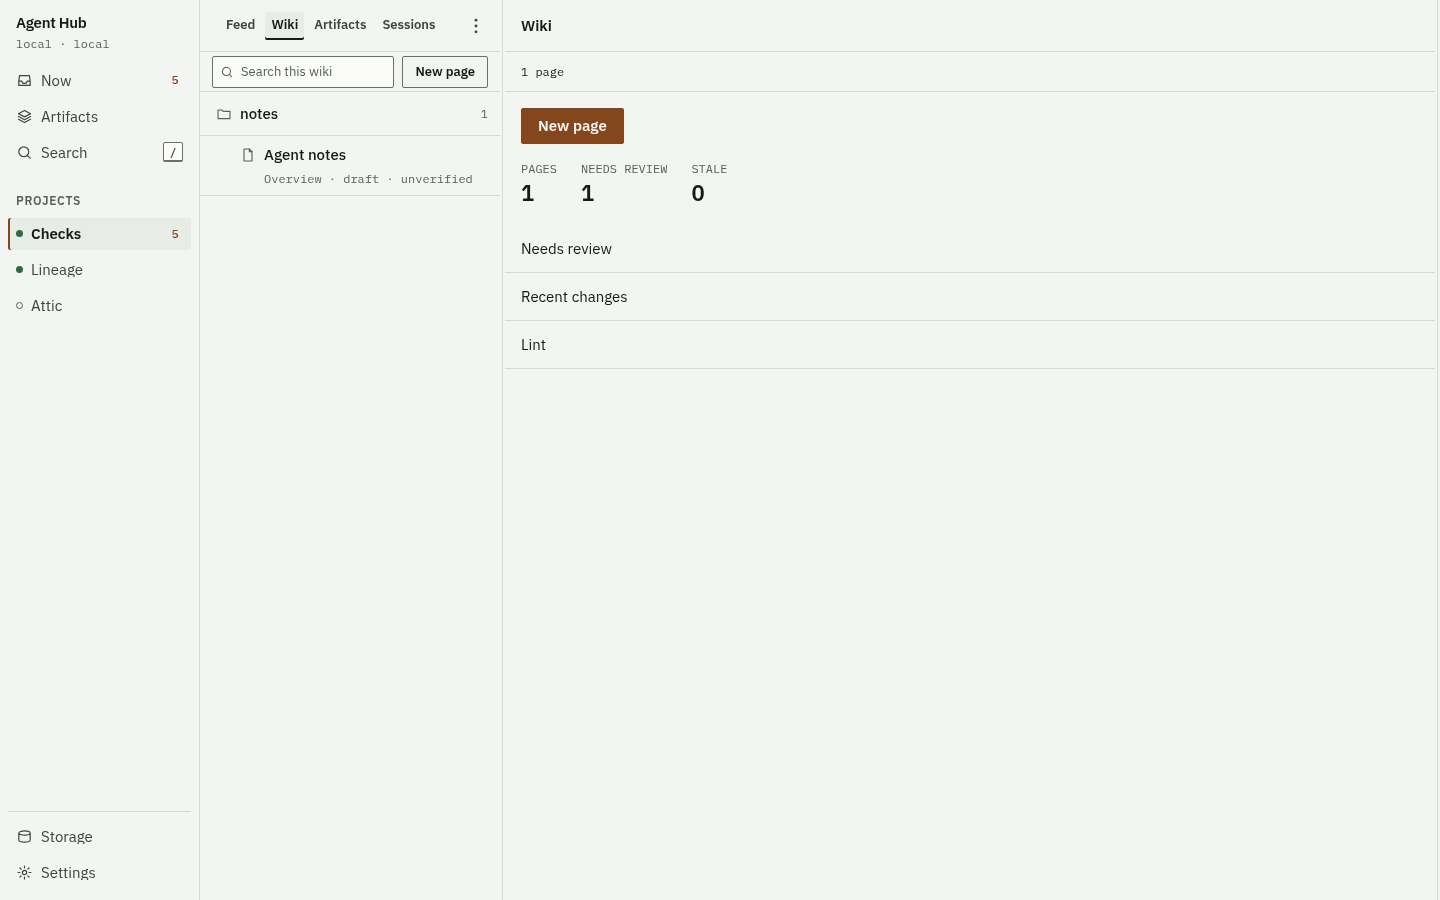 Agent Hub
local · local
Now 5
Artifacts
Search /
PROJECTS
Checks 5
Lineage
Attic
Storage
Settings
Feed Wiki Artifacts Sessions
Search this wiki New page
notes 1
Agent notes
Overview · draft · unverified
Wiki
1 page
New page
PAGES NEEDS REVIEW STALE
1 1 0
Needs review
Recent changes
Lint